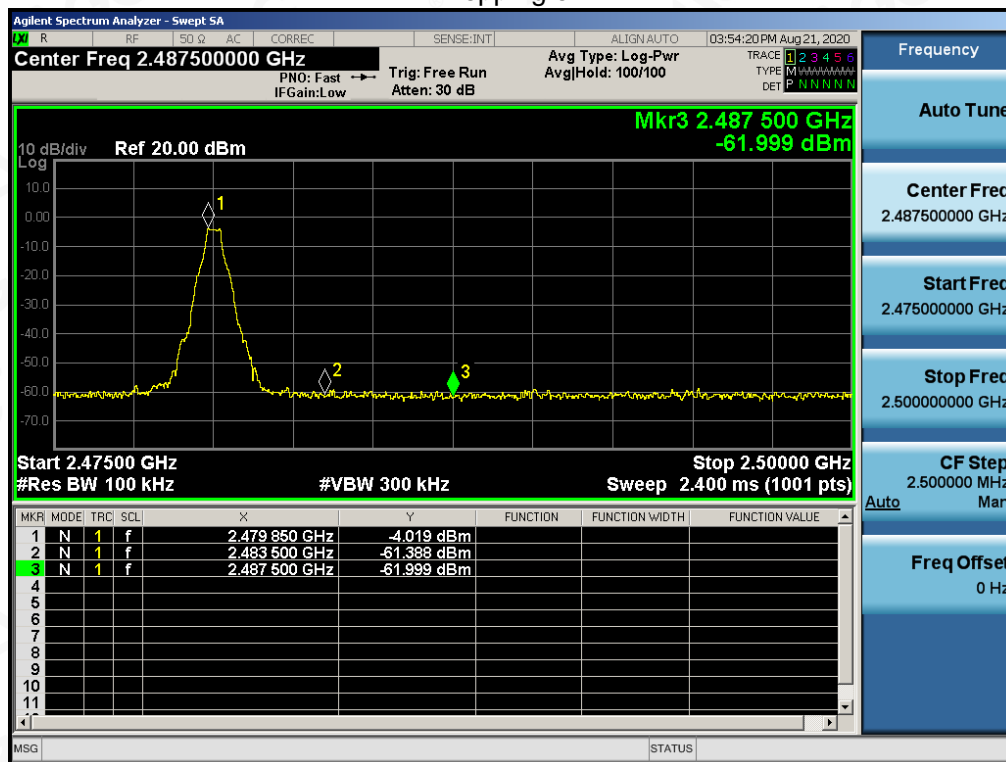 Agilent Spectrum Analyzer - Swept SA
LXI R RF 50 Ω AC CORREC SENSE:INT ALIGN AUTO 03:54:20 PM Aug 21, 2020
Center Freq 2.487500000 GHz
PNO: Fast
IFGain:Low
Trig: Free Run
Atten: 30 dB
Avg Type: Log-Pwr
Avg|Hold: 100/100
TRACE 1 2 3 4 5 6
TYPE M
DET P N N N N N
Mkr3 2.487 500 GHz
-61.999 dBm
10 dB/div Ref 20.00 dBm
Log
10.0
0.00
-10.0
-20.0
-30.0
-40.0
-50.0
-60.0
-70.0
1
2
3
Start 2.47500 GHz Stop 2.50000 GHz
#Res BW 100 kHz #VBW 300 kHz Sweep 2.400 ms (1001 pts)
MKR MODE TRC SCL X Y FUNCTION FUNCTION WIDTH FUNCTION VALUE
1 N 1 f 2.479 850 GHz -4.019 dBm
2 N 1 f 2.483 500 GHz -61.388 dBm
3 N 1 f 2.487 500 GHz -61.999 dBm
4
5
6
7
8
9
10
11
MSG STATUS
Frequency
Auto Tune
Center Freq
2.487500000 GHz
Start Freq
2.475000000 GHz
Stop Freq
2.500000000 GHz
CF Step
2.500000 MHz
Auto Man
Freq Offset
0 Hz